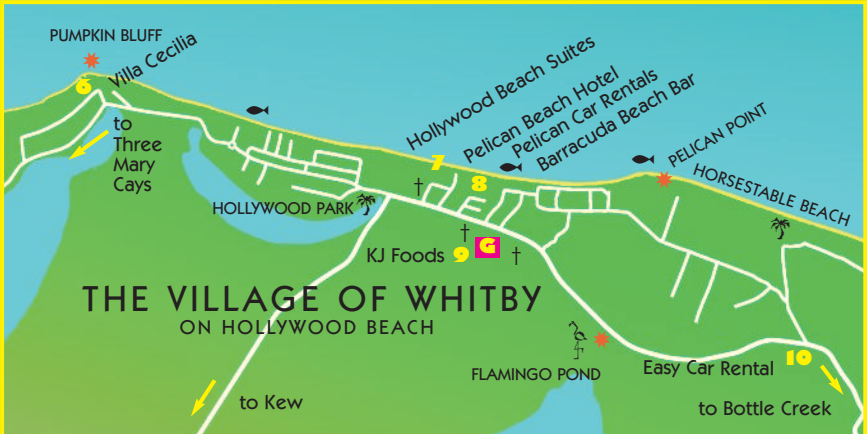 PUMPKIN BLUFF
6
Villa Cecilia
to
Three
Mary
Cays
Hollywood Beach Suites
7
Pelican Beach Hotel
8
Pelican Car Rentals
Barracuda Beach Bar
PELICAN POINT
HORSESTABLE BEACH
HOLLYWOOD PARK
KJ Foods
9
G
THE VILLAGE OF WHITBY
ON HOLLYWOOD BEACH
FLAMINGO POND
Easy Car Rental
10
to Kew
to Bottle Creek